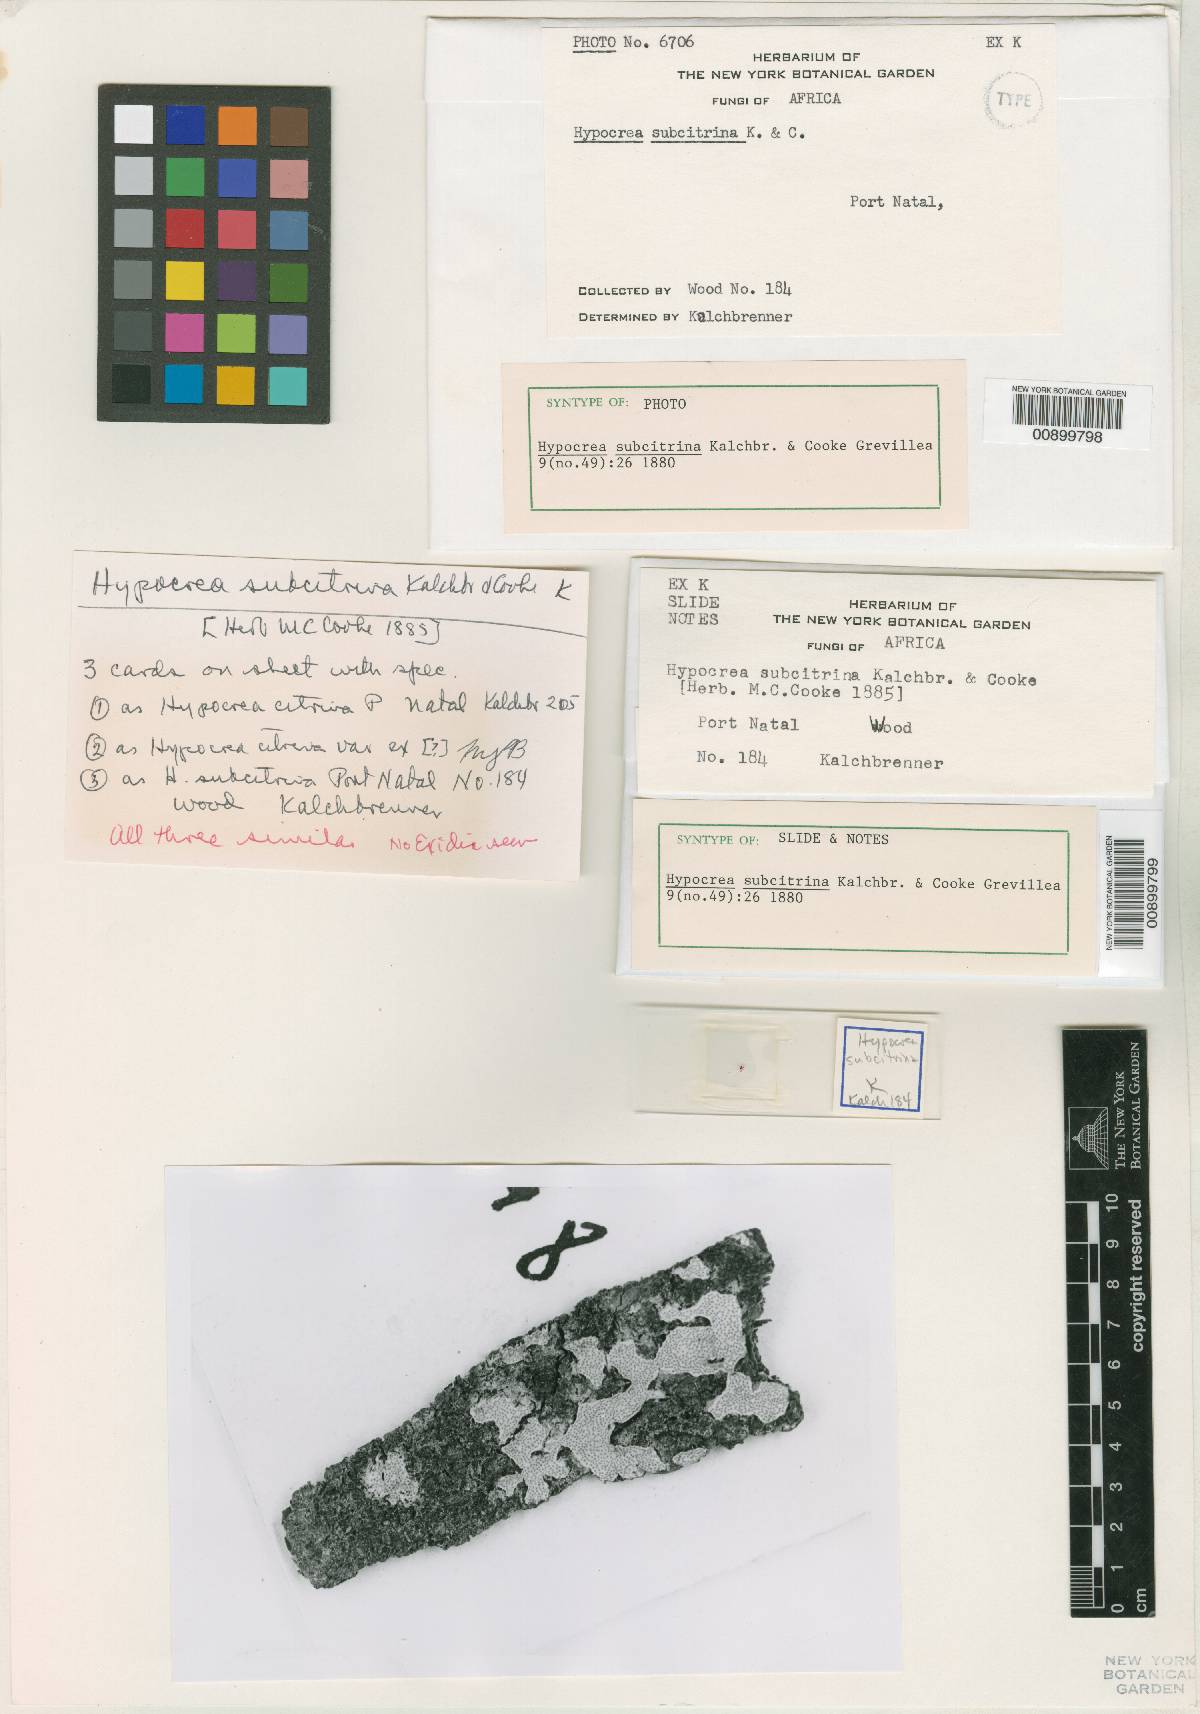 PHOTO No. 6706
EX K
HERBARIUM OF
THE NEW YORK BOTANICAL GARDEN
FUNGI OF AFRICA
TYPE
Hypocrea subcitrina K. & C.
Port Natal,
COLLECTED BY Wood No. 184
DETERMINED BY Kalchbrenner
SYNTYPE OF: PHOTO
Hypocrea subcitrina Kalchbr. & Cooke Grevillea
9(no.49):26 1880
NEW YORK BOTANICAL GARDEN
00899798
Hypocrea subcitrina Kalchbr & Cooke K
[Herb MC Cooke 1885]
3 cards on sheet with spec.
① as Hypocrea citrina P Natal Kalchbr 205
② as Hypocrea citrina var ex [?]
③ as H. subcitrina Port Natal No. 184
Wood Kalchbrenner
All three similar No seen
EX K
SLIDE
NOTES
HERBARIUM OF
THE NEW YORK BOTANICAL GARDEN
FUNGI OF AFRICA
Hypocrea subcitrina Kalchbr. & Cooke
[Herb. M.C.Cooke 1885]
Port Natal Wood
No. 184 Kalchbrenner
SYNTYPE OF: SLIDE & NOTES
Hypocrea subcitrina Kalchbr. & Cooke Grevillea
9(no.49):26 1880
NEW YORK BOTANICAL GARDEN
00899799
Hypocrea
subcitrina
K
Kalch 184
8
THE NEW YORK
BOTANICAL GARDEN
copyright reserved
0 1 2 3 4 5 6 7 8 9 10
cm
NEW YORK
BOTANICAL
GARDEN